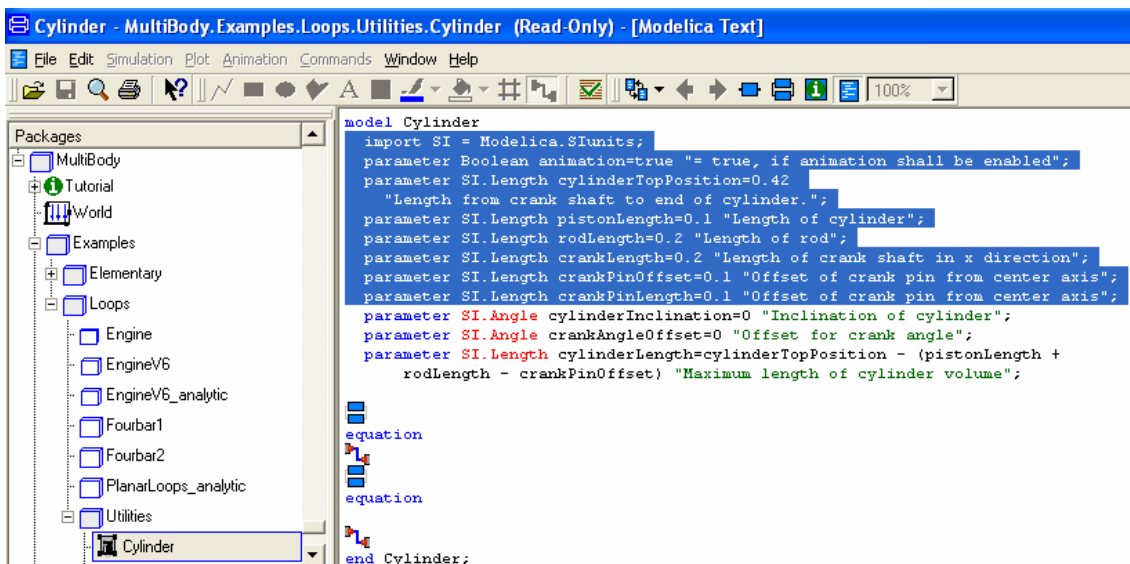 Cylinder - MultiBody.Examples.Loops.Utilities.Cylinder (Read-Only) - [Modelica Text]
File Edit Simulation Plot Animation Commands Window Help
A 100%
Packages
MultiBody
Tutorial
World
Examples
Elementary
Loops
Engine
EngineV6
EngineV6_analytic
Fourbar1
Fourbar2
PlanarLoops_analytic
Utilities
Cylinder
model Cylinder
import SI = Modelica.SIunits;
parameter Boolean animation=true "= true, if animation shall be enabled";
parameter SI.Length cylinderTopPosition=0.42
"Length from crank shaft to end of cylinder.";
parameter SI.Length pistonLength=0.1 "Length of cylinder";
parameter SI.Length rodLength=0.2 "Length of rod";
parameter SI.Length crankLength=0.2 "Length of crank shaft in x direction";
parameter SI.Length crankPinOffset=0.1 "Offset of crank pin from center axis";
parameter SI.Length crankPinLength=0.1 "Offset of crank pin from center axis";
parameter SI.Angle cylinderInclination=0 "Inclination of cylinder";
parameter SI.Angle crankAngleOffset=0 "Offset for crank angle";
parameter SI.Length cylinderLength=cylinderTopPosition - (pistonLength +
rodLength - crankPinOffset) "Maximum length of cylinder volume";
equation
equation
end Cylinder;